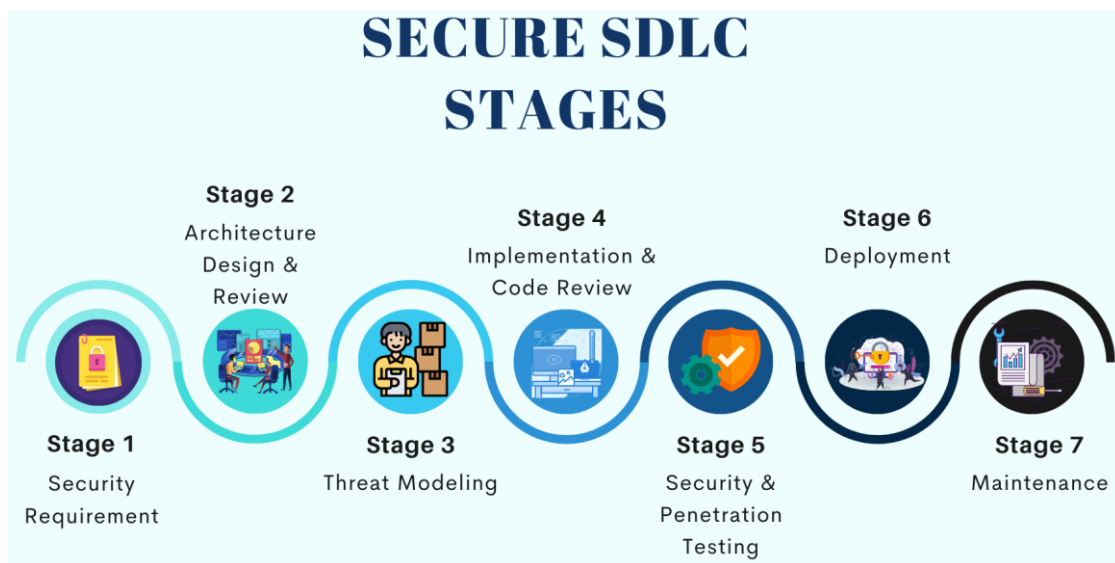 SECURE SDLC
STAGES
Stage 1
Security
Requirement
Stage 2
Architecture
Design &
Review
Stage 3
Threat Modeling
Stage 4
Implementation &
Code Review
Stage 5
Security &
Penetration
Testing
Stage 6
Deployment
Stage 7
Maintenance